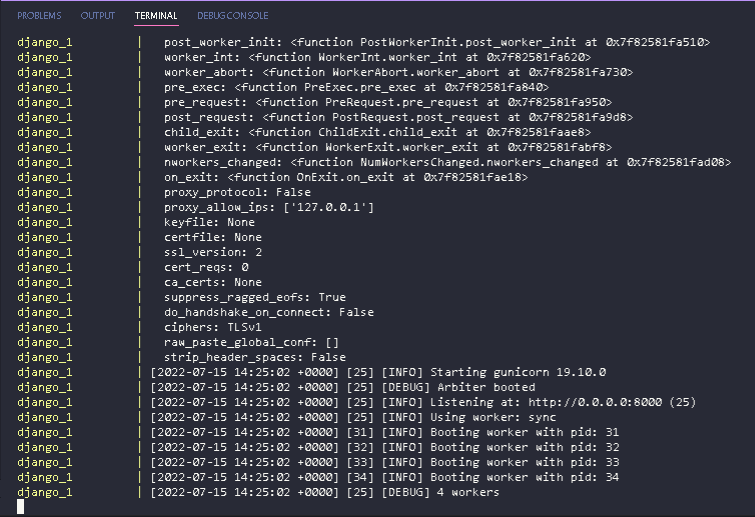 PROBLEMS OUTPUT TERMINAL DEBUG CONSOLE
django_1 | post_worker_init: <function PostWorkerInit.post_worker_init at 0x7f82581fa510>
django_1 | worker_int: <function WorkerInt.worker_int at 0x7f82581fa620>
django_1 | worker_abort: <function WorkerAbort.worker_abort at 0x7f82581fa730>
django_1 | pre_exec: <function PreExec.pre_exec at 0x7f82581fa840>
django_1 | pre_request: <function PreRequest.pre_request at 0x7f82581fa950>
django_1 | post_request: <function PostRequest.post_request at 0x7f82581fa9d8>
django_1 | child_exit: <function ChildExit.child_exit at 0x7f82581faae8>
django_1 | worker_exit: <function WorkerExit.worker_exit at 0x7f82581fabf8>
django_1 | nworkers_changed: <function NumWorkersChanged.nworkers_changed at 0x7f82581fad08>
django_1 | on_exit: <function OnExit.on_exit at 0x7f82581fae18>
django_1 | proxy_protocol: False
django_1 | proxy_allow_ips: ['127.0.0.1']
django_1 | keyfile: None
django_1 | certfile: None
django_1 | ssl_version: 2
django_1 | cert_reqs: 0
django_1 | ca_certs: None
django_1 | suppress_ragged_eofs: True
django_1 | do_handshake_on_connect: False
django_1 | ciphers: TLSv1
django_1 | raw_paste_global_conf: []
django_1 | strip_header_spaces: False
django_1 | [2022-07-15 14:25:02 +0000] [25] [INFO] Starting gunicorn 19.10.0
django_1 | [2022-07-15 14:25:02 +0000] [25] [DEBUG] Arbiter booted
django_1 | [2022-07-15 14:25:02 +0000] [25] [INFO] Listening at: http://0.0.0.0:8000 (25)
django_1 | [2022-07-15 14:25:02 +0000] [25] [INFO] Using worker: sync
django_1 | [2022-07-15 14:25:02 +0000] [31] [INFO] Booting worker with pid: 31
django_1 | [2022-07-15 14:25:02 +0000] [32] [INFO] Booting worker with pid: 32
django_1 | [2022-07-15 14:25:02 +0000] [33] [INFO] Booting worker with pid: 33
django_1 | [2022-07-15 14:25:02 +0000] [34] [INFO] Booting worker with pid: 34
django_1 | [2022-07-15 14:25:02 +0000] [25] [DEBUG] 4 workers